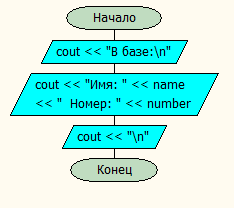 Начало
cout << "В базе:\n"
cout << "Имя: " << name
<< "  Номер: " << number
cout << "\n"
Конец